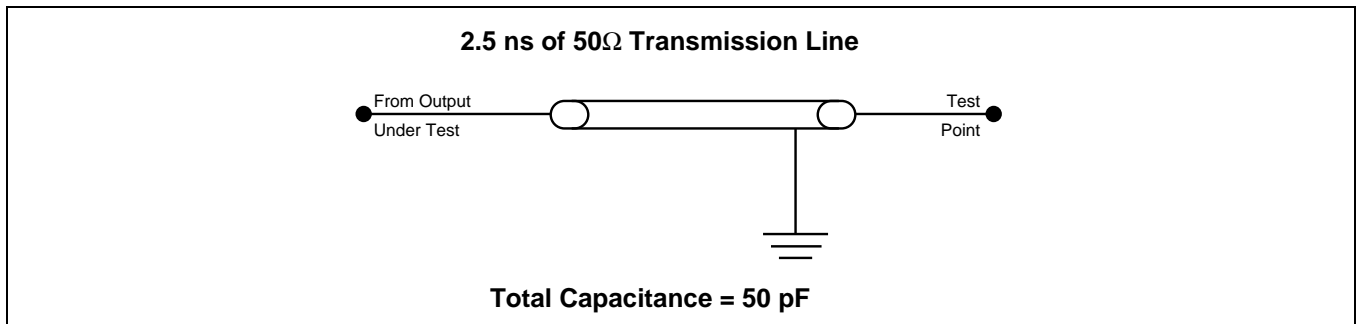 2.5 ns of 50Ω Transmission Line
From Output
Under Test
Test
Point
Total Capacitance = 50 pF